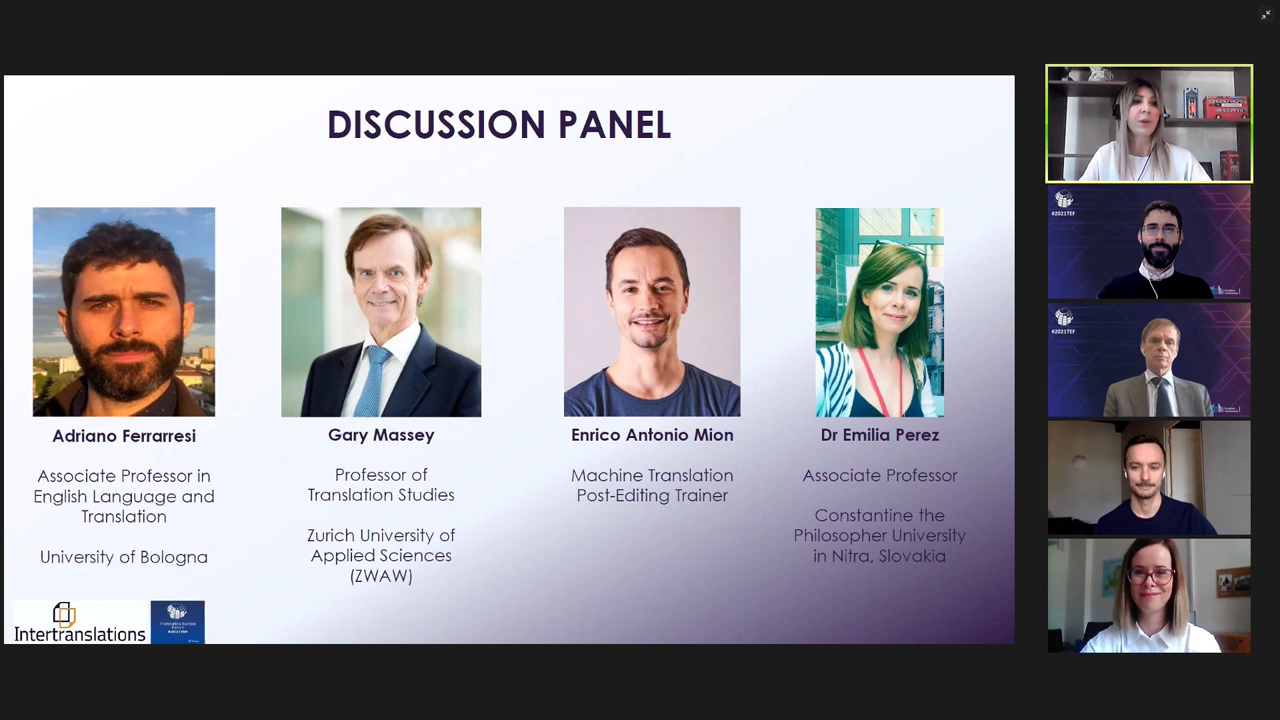 DISCUSSION PANEL
Adriano Ferrarresi
Associate Professor in
English Language and
Translation
University of Bologna
Gary Massey
Professor of
Translation Studies
Zurich University of
Applied Sciences
(ZWAW)
Enrico Antonio Mion
Machine Translation
Post-Editing Trainer
Dr Emilia Perez
Associate Professor
Constantine the
Philosopher University
in Nitra, Slovakia
Intertranslations
#2021TEF
#2021TEF
#2021TEF